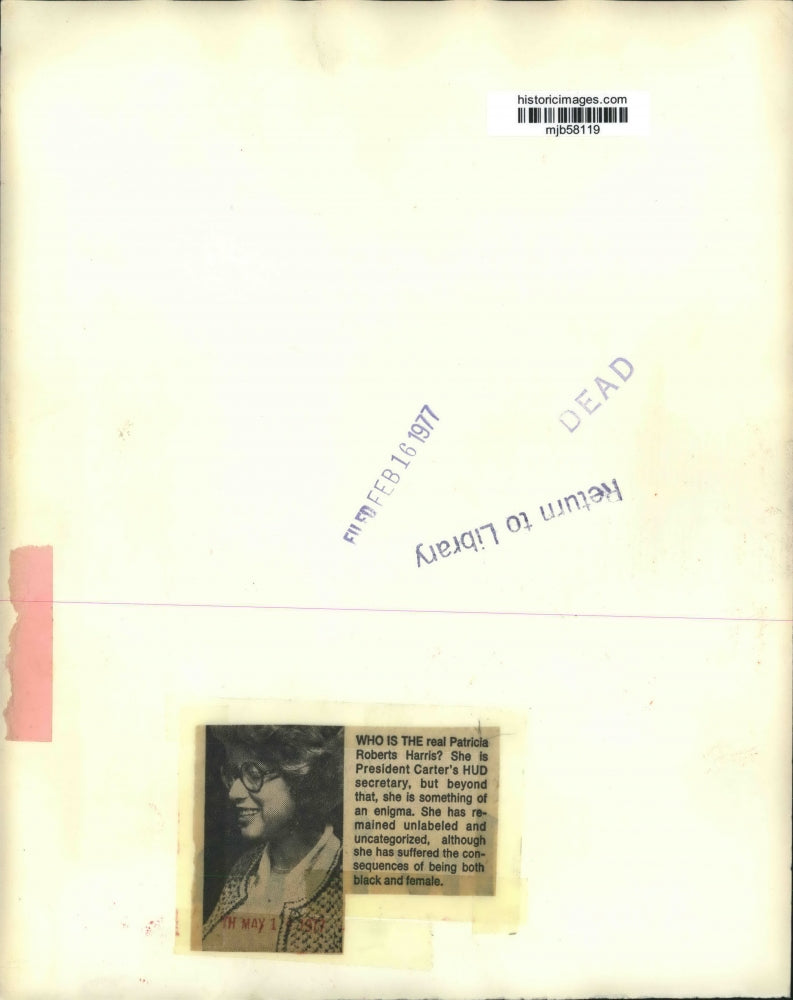 historicimages.com
mjb58119
DEAD
FILED FEB 16 1977
Return to Library
WHO IS THE real Patricia
Roberts Harris? She is
President Carter's HUD
secretary, but beyond
that, she is something of
an enigma. She has re-
mained unlabeled and
uncategorized, although
she has suffered the con-
sequences of being both
black and female.
TH MAY 1